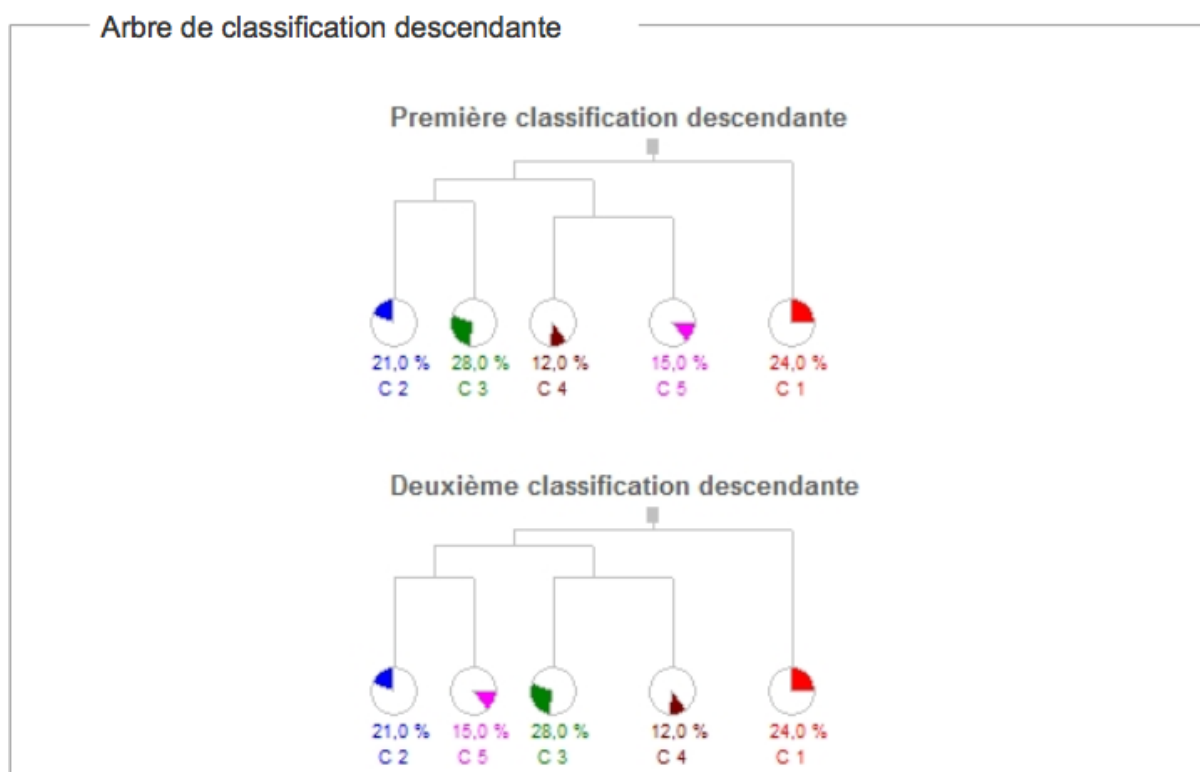 Arbre de classification descendante
Première classification descendante
21,0 % 28,0 % 12,0 % 15,0 % 24,0 %
C 2 C 3 C 4 C 5 C 1
Deuxième classification descendante
21,0 % 15,0 % 28,0 % 12,0 % 24,0 %
C 2 C 5 C 3 C 4 C 1